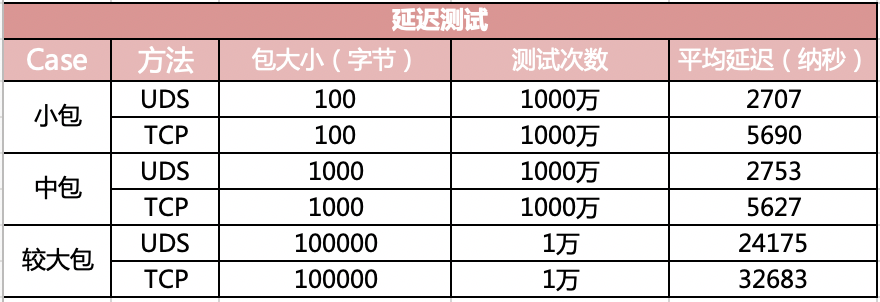 延迟测试
Case 方法 包大小（字节） 测试次数 平均延迟（纳秒）
小包 UDS 100 1000万 2707
TCP 100 1000万 5690
中包 UDS 1000 1000万 2753
TCP 1000 1000万 5627
较大包 UDS 100000 1万 24175
TCP 100000 1万 32683